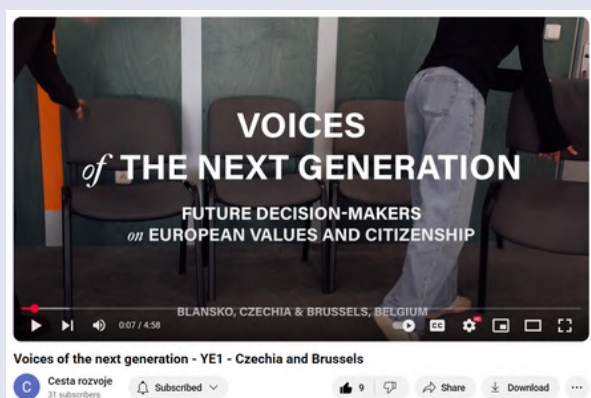 VOICES
of THE NEXT GENERATION
FUTURE DECISION-MAKERS
on EUROPEAN VALUES AND CITIZENSHIP
BLANSKO, CZECHIA & BRUSSELS, BELGIUM
0:07 / 4:58
CC
HD
Voices of the next generation - YE1 - Czechia and Brussels
C
Cesta rozvoje
31 subscribers
Subscribed
9
Share
Download